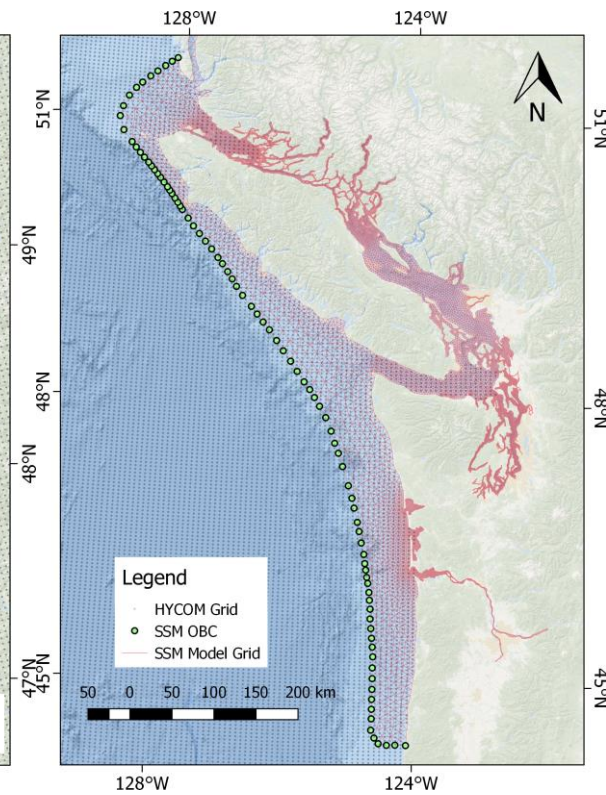 128°W 124°W
51°N 51°N
N
49°N
48°N 48°N
48°N
Legend
HYCOM Grid
SSM OBC
SSM Model Grid
47°N
45°N 45°N
50 0 50 100 150 200 km
128°W 124°W